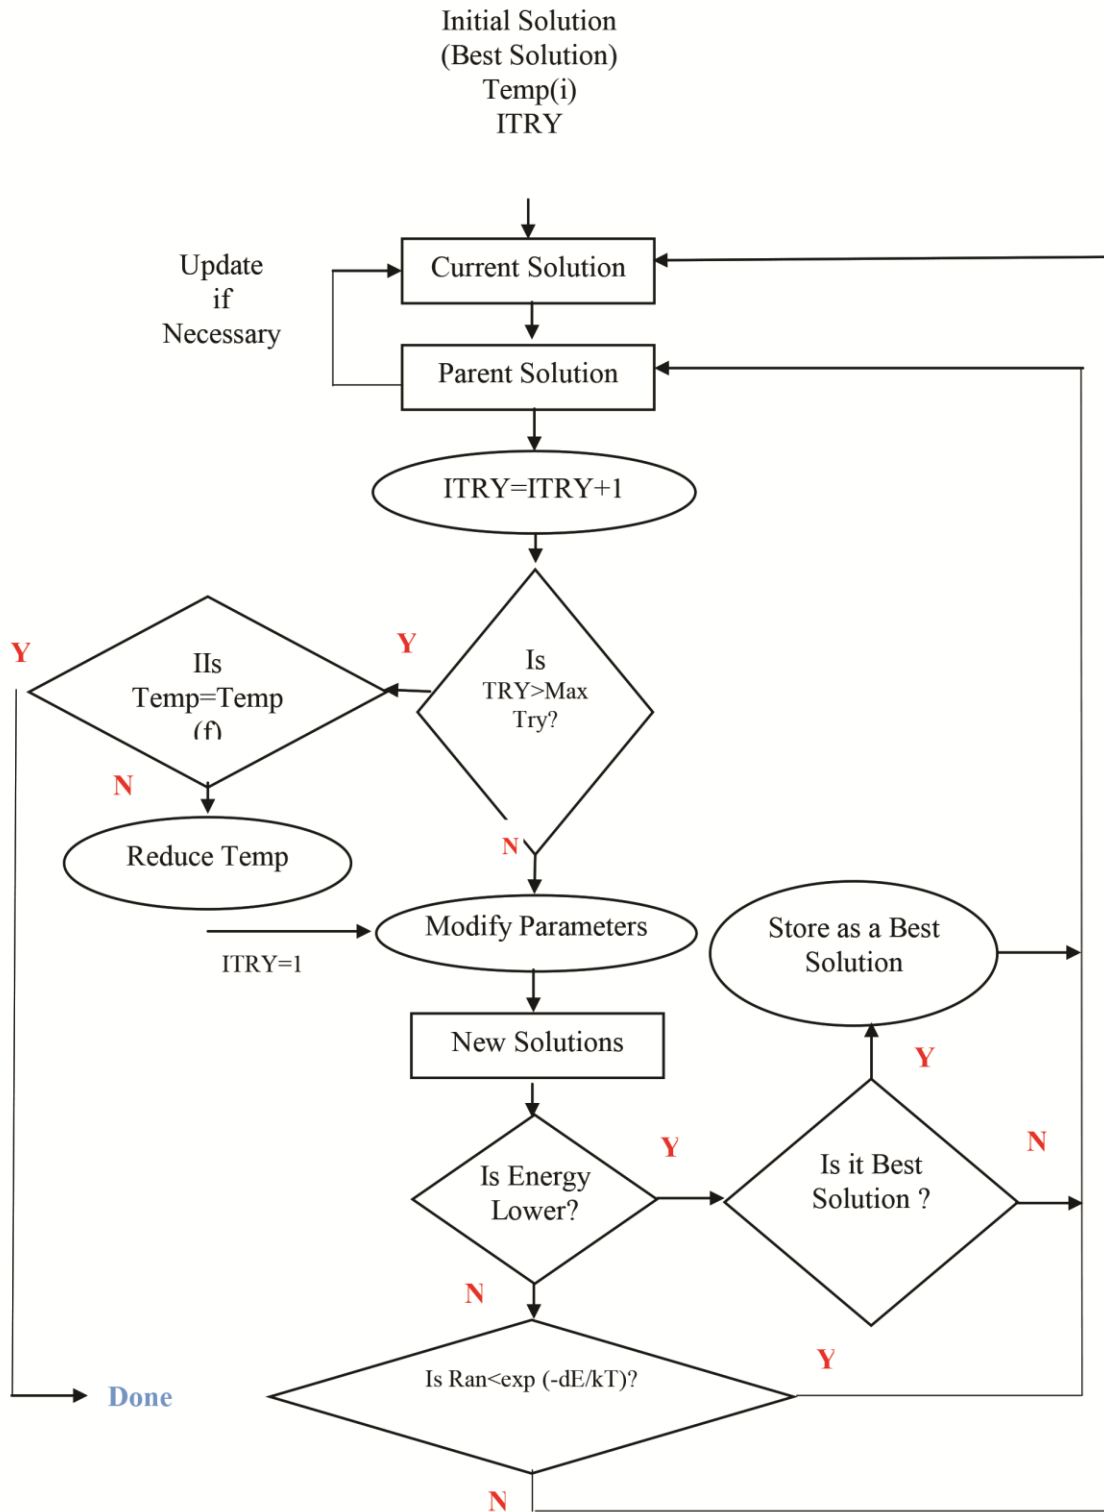 Initial Solution
(Best Solution)
Temp(i)
ITRY
Current Solution
Update
if
Necessary
Parent Solution
ITRY=ITRY+1
Y
Y
IIs
Temp=Temp
(f)
Is
TRY>Max
Try?
N
N
Reduce Temp
Modify Parameters
ITRY=1
Store as a Best
Solution
New Solutions
Y
Y
N
Is Energy
Lower?
Is it Best
Solution ?
N
Y
Is Ran<exp (-dE/kT)?
Done
N